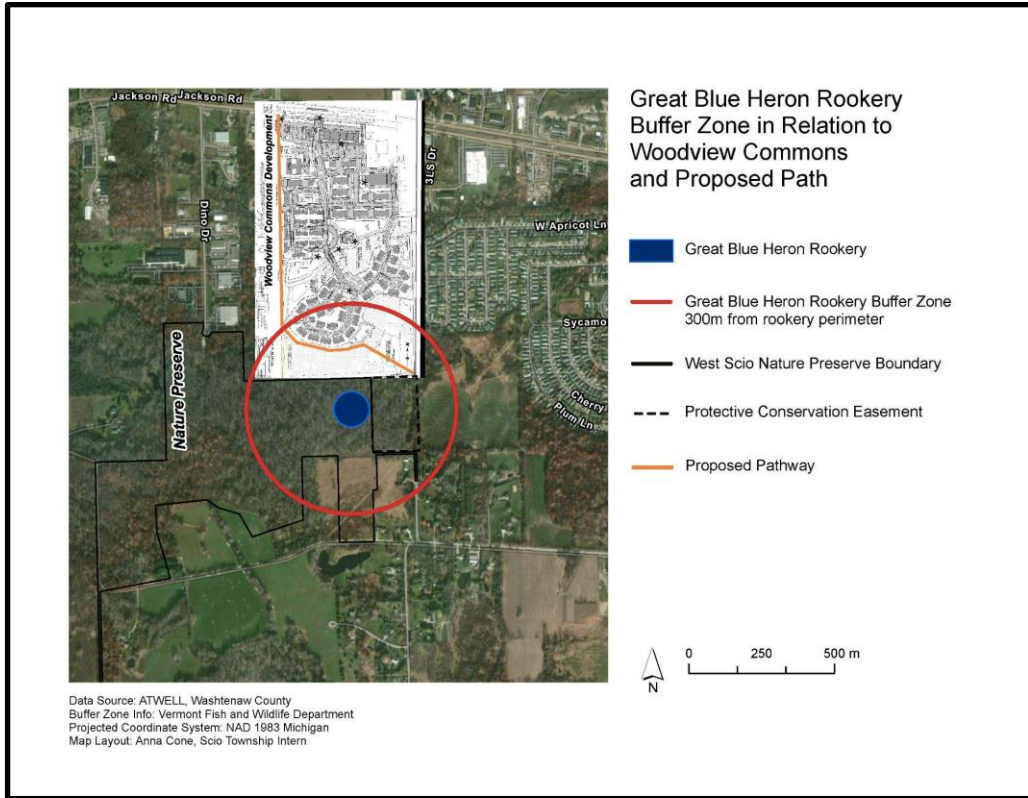 Jackson Rd Jackson Rd
Woodview Commons Development
3LS Dr
Dino Dr
W Apricot Ln
Sycamo
Cherry
Plum Ln
Nature Preserve
Great Blue Heron Rookery
Buffer Zone in Relation to
Woodview Commons
and Proposed Path
Great Blue Heron Rookery
Great Blue Heron Rookery Buffer Zone
300m from rookery perimeter
West Scio Nature Preserve Boundary
Protective Conservation Easement
Proposed Pathway
0 250 500 m
N
Data Source: ATWELL, Washtenaw County
Buffer Zone Info: Vermont Fish and Wildlife Department
Projected Coordinate System: NAD 1983 Michigan
Map Layout: Anna Cone, Scio Township Intern